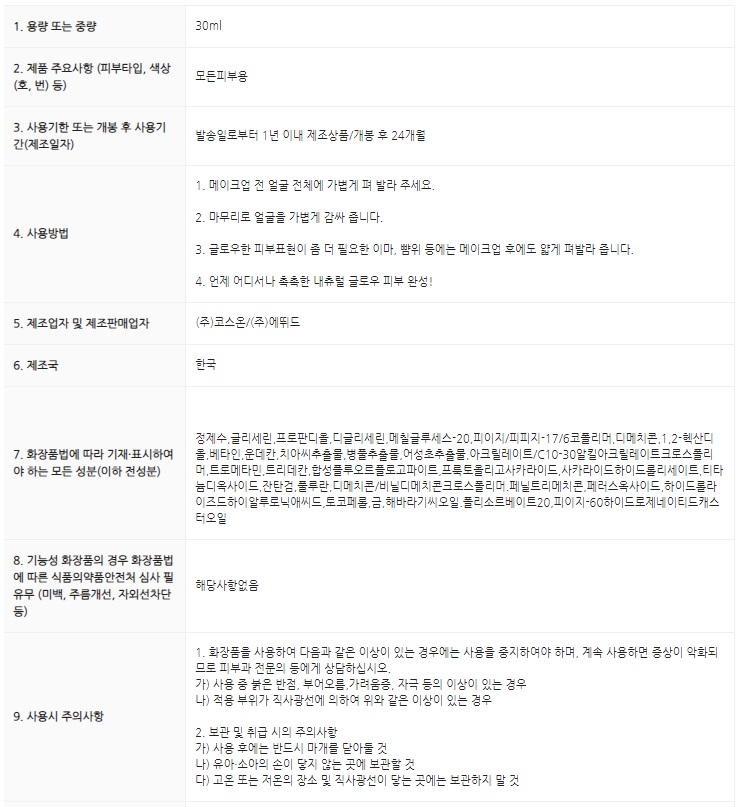 1. 용량 또는 중량
30ml
2. 제품 주요사항 (피부타입, 색상
(호, 번) 등)
모든피부용
3. 사용기한 또는 개봉 후 사용기
간(제조일자)
발송일로부터 1년 이내 제조상품/개봉 후 24개월
4. 사용방법
1. 메이크업 전 얼굴 전체에 가볍게 펴 발라 주세요.
2. 마무리로 얼굴을 가볍게 감싸 줍니다.
3. 글로우한 피부표현이 좀 더 필요한 이마, 뺨위 등에는 메이크업 후에도 얇게 펴발라 줍니다.
4. 언제 어디서나 촉촉한 내츄럴 글로우 피부 완성!
5. 제조업자 및 제조판매업자
(주)코스온/(주)에뛰드
6. 제조국
한국
7. 화장품법에 따라 기재·표시하여
야 하는 모든 성분(이하 전성분)
정제수,글리세린,프로판디올,디글리세린,메칠글루세스-20,피이지/피피지-17/6코폴리머,디메치콘,1,2-헥산디
올,베타인,운데칸,치아씨추출물,병풀추출물,어성초추출물,아크릴레이트/C10-30알킬아크릴레이트크로스폴리
머,트로메타민,트리데칸,합성플루오르플로고파이트,프룩토올리고사카라이드,사카라이드하이드롤리세이트,티타
늄디옥사이드,잔탄검,풀루란,디메치콘/비닐디메치콘크로스폴리머.페닐트리메치콘,페러스옥사이드,하이드롤라
이즈드하이알루로닉애씨드,토코페롤,금,해바라기씨오일,폴리소르베이트20,피이지-60하이드로제네이티드캐스
터오일
8. 기능성 화장품의 경우 화장품법
에 따른 식품의약품안전처 심사 필
유무 (미백, 주름개선, 자외선차단
등)
해당사항없음
9. 사용시 주의사항
1. 화장품을 사용하여 다음과 같은 이상이 있는 경우에는 사용을 중지하여야 하며, 계속 사용하면 증상이 악화되
므로 피부과 전문의 등에게 상담하십시오.
가) 사용 중 붉은 반점, 부어오름,가려움증, 자극 등의 이상이 있는 경우
나) 적용 부위가 직사광선에 의하여 위와 같은 이상이 있는 경우
2. 보관 및 취급 시의 주의사항
가) 사용 후에는 반드시 마개를 닫아둘 것
나) 유아·소아의 손이 닿지 않는 곳에 보관할 것
다) 고온 또는 저온의 장소 및 직사광선이 닿는 곳에는 보관하지 말 것